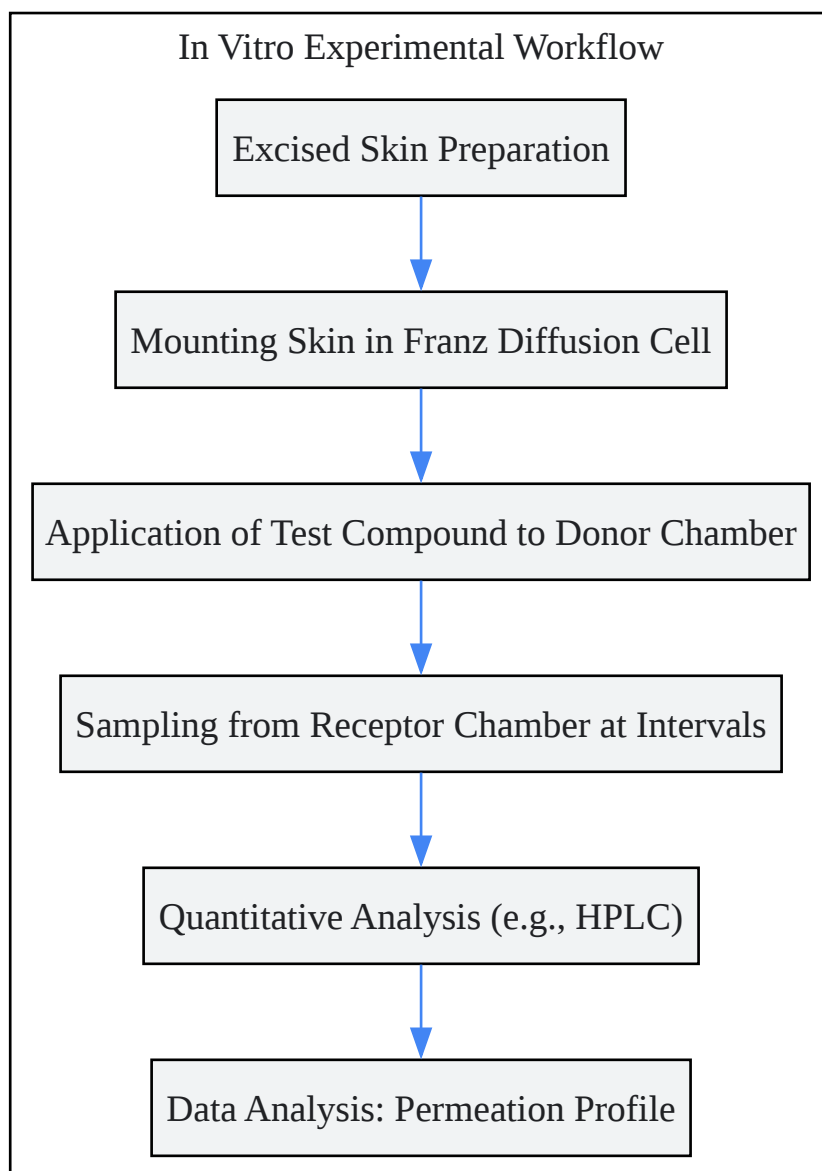 In Vitro Experimental Workflow
Excised Skin Preparation
Mounting Skin in Franz Diffusion Cell
Application of Test Compound to Donor Chamber
Sampling from Receptor Chamber at Intervals
Quantitative Analysis (e.g., HPLC)
Data Analysis: Permeation Profile